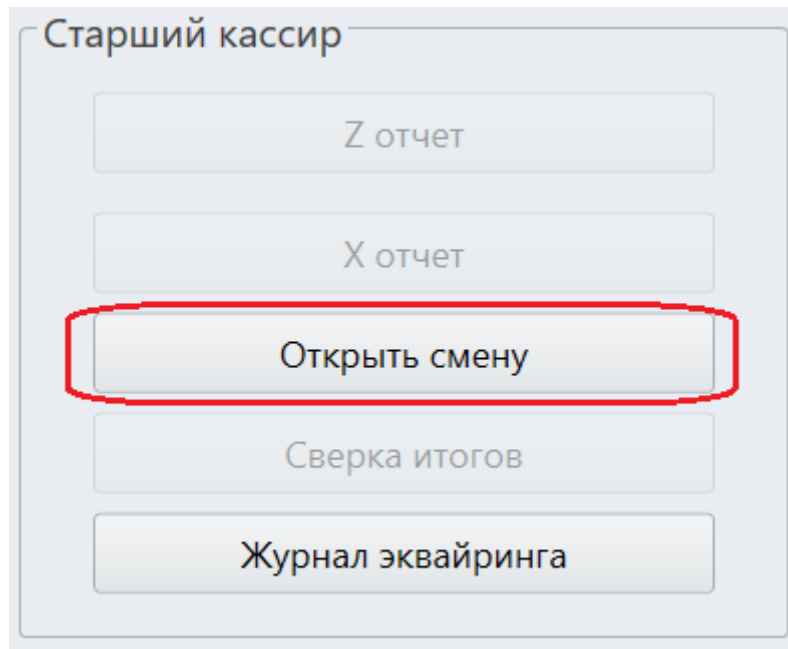 Старший кассир
Z отчет
X отчет
Открыть смену
Сверка итогов
Журнал эквайринга